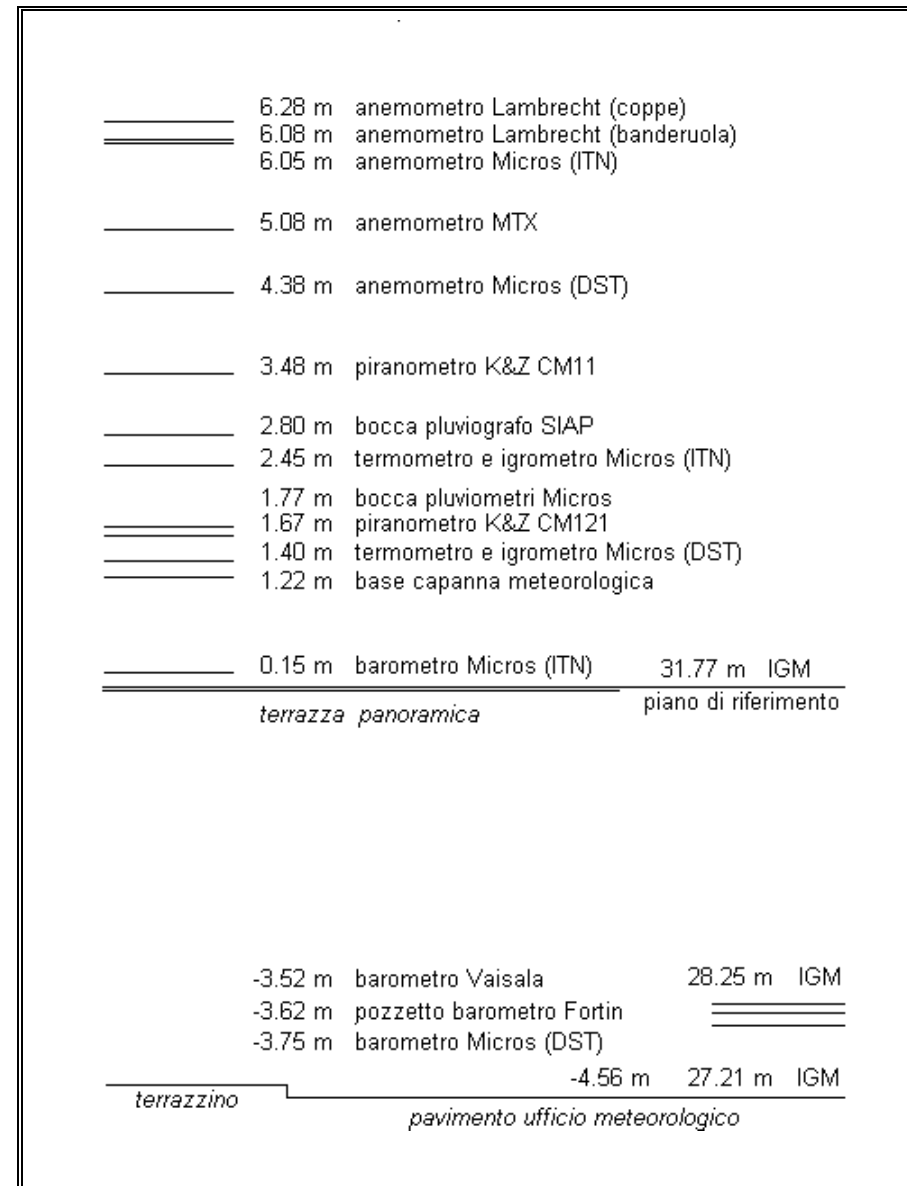 6.28 m anemometro Lambrecht (coppe)
6.08 m anemometro Lambrecht (banderuola)
6.05 m anemometro Micros (ITN)
5.08 m anemometro MTX
4.38 m anemometro Micros (DST)
3.48 m piranometro K&Z CM11
2.80 m bocca pluviografo SIAP
2.45 m termometro e igrometro Micros (ITN)
1.77 m bocca pluviometri Micros
1.67 m piranometro K&Z CM121
1.40 m termometro e igrometro Micros (DST)
1.22 m base capanna meteorologica
0.15 m barometro Micros (ITN) 31.77 m IGM
terrazza panoramica piano di riferimento
-3.52 m barometro Vaisala 28.25 m IGM
-3.62 m pozzetto barometro Fortin
-3.75 m barometro Micros (DST)
-4.56 m 27.21 m IGM
terrazzino
pavimento ufficio meteorologico